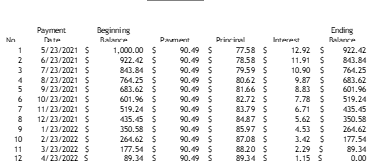 Payment Beginning Ending
No. Date Balance Payment Principal Interest Balance
1 5/23/2021 $ 1,000.00 $ 90.49 $ 77.58 $ 12.92 $ 922.42
2 6/23/2021 $ 922.42 $ 90.49 $ 78.58 $ 11.91 $ 843.84
3 7/23/2021 $ 843.84 $ 90.49 $ 79.59 $ 10.90 $ 764.25
4 8/23/2021 $ 764.25 $ 90.49 $ 80.62 $ 9.87 $ 683.62
5 9/23/2021 $ 683.62 $ 90.49 $ 81.66 $ 8.83 $ 601.96
6 10/23/2021 $ 601.96 $ 90.49 $ 82.72 $ 7.78 $ 519.24
7 11/23/2021 $ 519.24 $ 90.49 $ 83.79 $ 6.71 $ 435.45
8 12/23/2021 $ 435.45 $ 90.49 $ 84.87 $ 5.62 $ 350.58
9 1/23/2022 $ 350.58 $ 90.49 $ 85.97 $ 4.53 $ 264.62
10 2/23/2022 $ 264.62 $ 90.49 $ 87.08 $ 3.42 $ 177.54
11 3/23/2022 $ 177.54 $ 90.49 $ 88.20 $ 2.29 $ 89.34
12 4/23/2022 $ 89.34 $ 90.49 $ 89.34 $ 1.15 $ 0.00